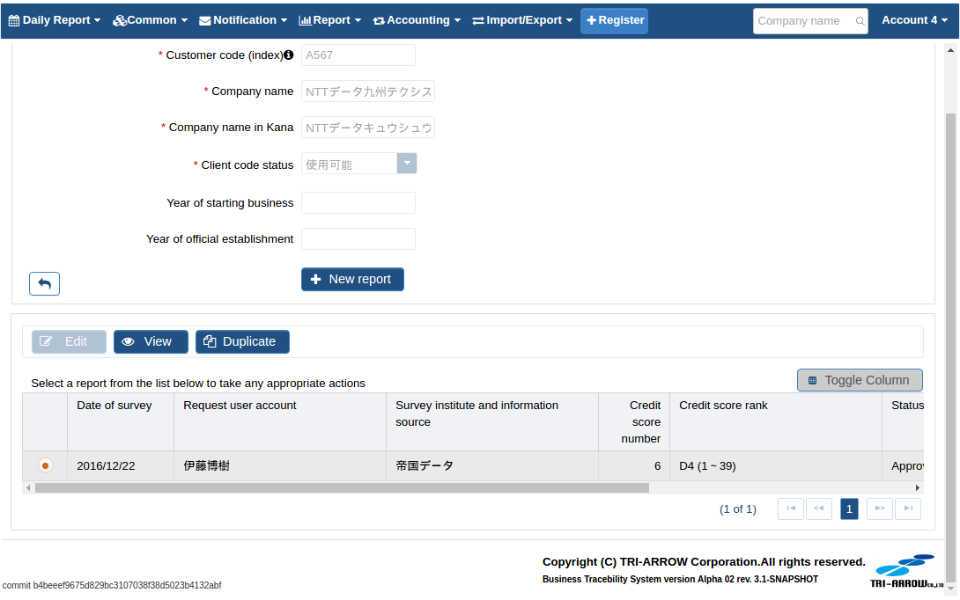 Daily Report Common Notification Report Accounting Import/Export Register Company name Account 4
* Customer code (index) A567
* Company name NTTデータ九州テクシス
* Company name in Kana NTTデータキュウシュウ
* Client code status 使用可能
Year of starting business
Year of official establishment
New report
Edit View Duplicate
Select a report from the list below to take any appropriate actions
Toggle Column
Date of survey Request user account Survey institute and information source Credit score number Credit score rank Status
2016/12/22 伊藤博樹 帝国データ 6 D4 (1 ~ 39) Approv
(1 of 1) 1
Copyright (C) TRI-ARROW Corporation.All rights reserved.
Business Tracebility System version Alpha 02 rev. 3.1-SNAPSHOT
TRI-ARROW Co.,LTD
commit b4beeef9675d829bc3107038f38d5023b4132abf